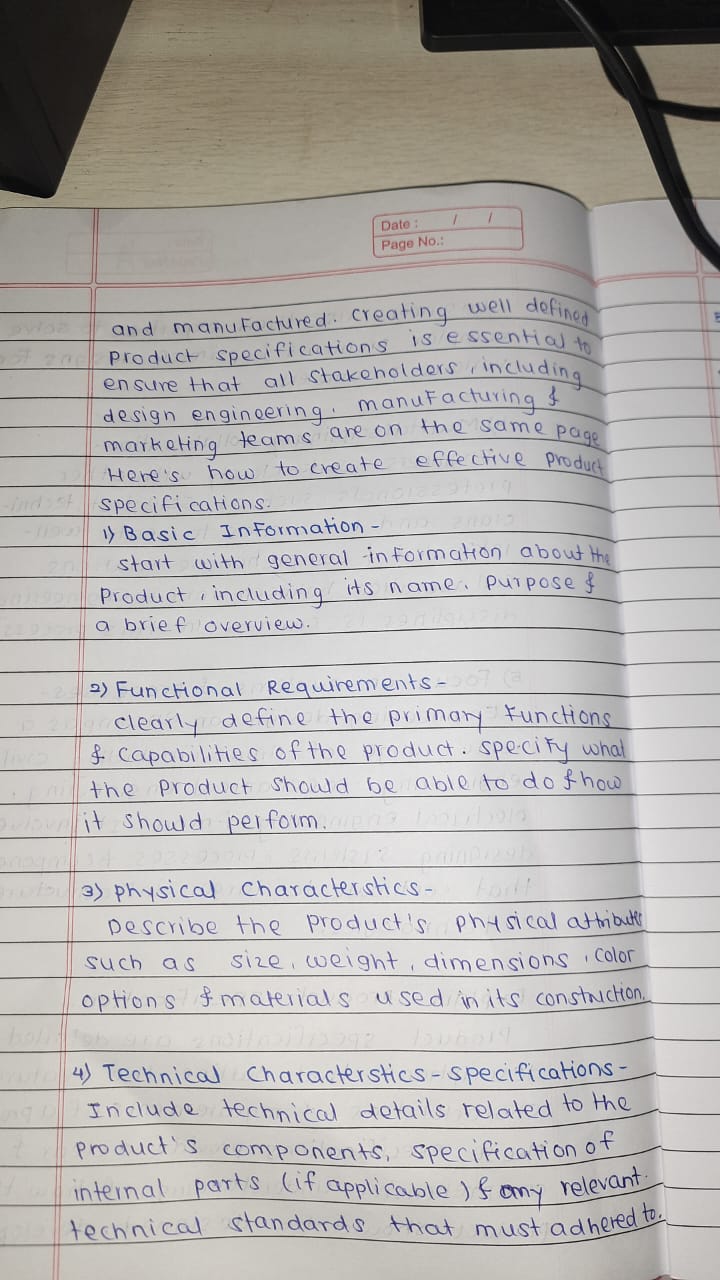 Date : / /
Page No.:
and manufactured. creating well defined
product specifications is essential to
ensure that all stakeholders, including
design engineering, manufacturing &
marketing teams are on the same page
Here's how to create effective product
specifications.
1) Basic Information -
start with general information about the
Product, including its name, purpose &
a brief overview.
2) Functional Requirements -
clearly define the primary functions
& capabilities of the product. specify what
the product should be able to do & how
it should perform.
3) physical characterstics -
Describe the product's physical attributes
such as size, weight, dimensions, color
options & materials used in its construction.
4) Technical characterstics - specifications -
Include technical details related to the
product's components, specification of
internal parts (if applicable) & any relevant
technical standards that must adhered to.